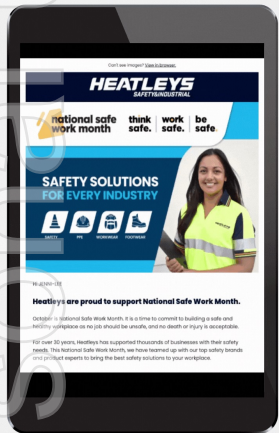 Can't see images? View in browser.
HEATLEYS
SAFETY&INDUSTRIAL
national safe work month
think safe.
work safe.
be safe.
SAFETY SOLUTIONS
FOR EVERY INDUSTRY
SAFETY PPE WORKWEAR FOOTWEAR
HEATLEYS
Heatleys are proud to support National Safe Work Month.
October is National Safe Work Month. It is a time to commit to building a safe and
healthy workplace as no job should be unsafe, and no death or injury is acceptable.
For over 30 years, Heatleys has supported thousands of businesses with their safety
needs. This National Safe Work Month, we have teamed up with our top safety brands
and product experts to bring the best safety solutions to your workplace.